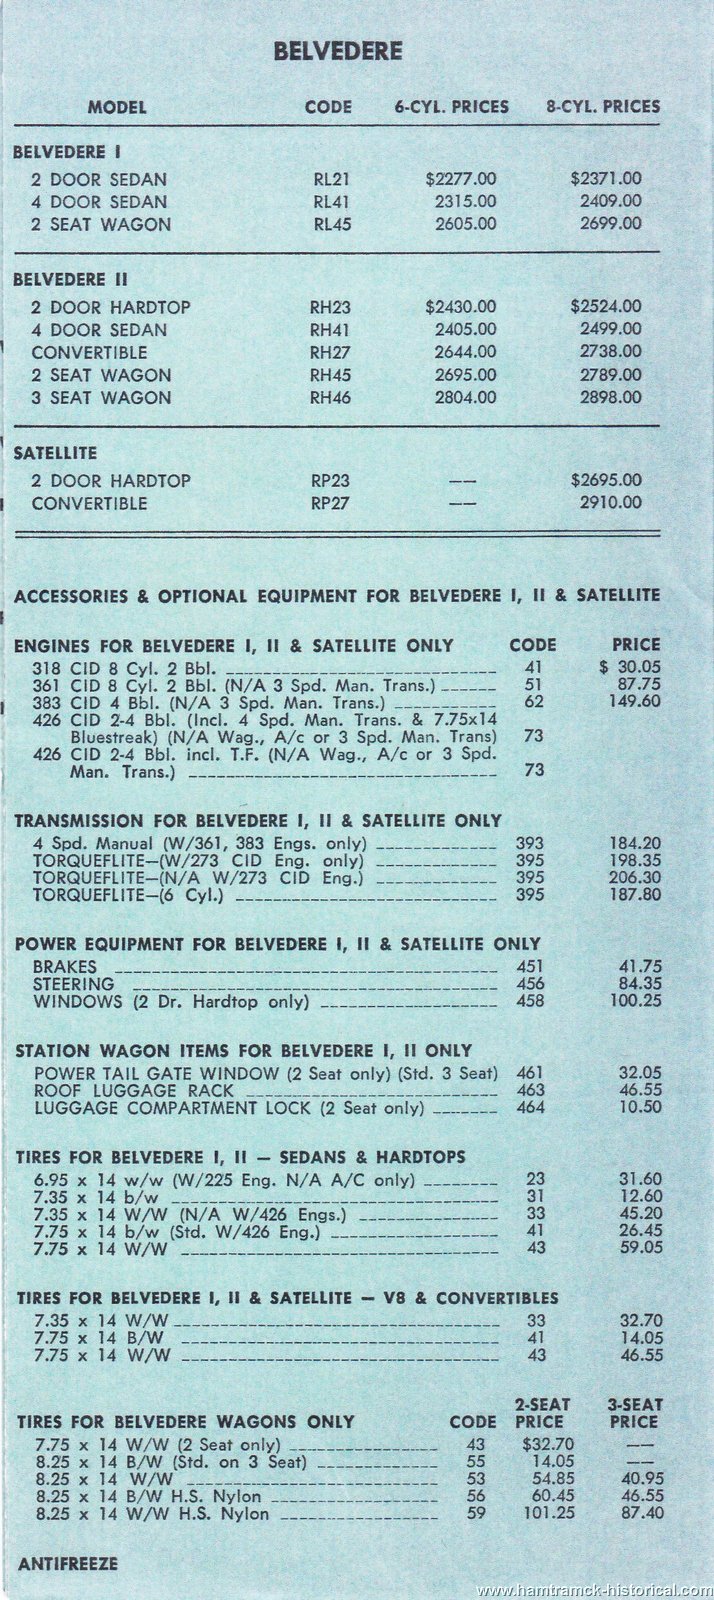 BELVEDERE
MODEL CODE 6-CYL. PRICES 8-CYL. PRICES
BELVEDERE I
2 DOOR SEDAN RL21 $2277.00 $2371.00
4 DOOR SEDAN RL41 2315.00 2409.00
2 SEAT WAGON RL45 2605.00 2699.00
BELVEDERE II
2 DOOR HARDTOP RH23 $2430.00 $2524.00
4 DOOR SEDAN RH41 2405.00 2499.00
CONVERTIBLE RH27 2644.00 2738.00
2 SEAT WAGON RH45 2695.00 2789.00
3 SEAT WAGON RH46 2804.00 2898.00
SATELLITE
2 DOOR HARDTOP RP23 —— $2695.00
CONVERTIBLE RP27 —— 2910.00
ACCESSORIES & OPTIONAL EQUIPMENT FOR BELVEDERE I, II & SATELLITE
ENGINES FOR BELVEDERE I, II & SATELLITE ONLY CODE PRICE
318 CID 8 Cyl. 2 Bbl. 41 $ 30.05
361 CID 8 Cyl. 2 Bbl. (N/A 3 Spd. Man. Trans.) 51 87.75
383 CID 4 Bbl. (N/A 3 Spd. Man. Trans.) 62 149.60
426 CID 2-4 Bbl. (Incl. 4 Spd. Man. Trans. & 7.75x14
Bluestreak) (N/A Wag., A/c or 3 Spd. Man. Trans) 73
426 CID 2-4 Bbl. incl. T.F. (N/A Wag., A/c or 3 Spd.
Man. Trans.) 73
TRANSMISSION FOR BELVEDERE I, II & SATELLITE ONLY
4 Spd. Manual (W/361, 383 Engs. only) 393 184.20
TORQUEFLITE—(W/273 CID Eng. only) 395 198.35
TORQUEFLITE—(N/A W/273 CID Eng.) 395 206.30
TORQUEFLITE—(6 Cyl.) 395 187.80
POWER EQUIPMENT FOR BELVEDERE I, II & SATELLITE ONLY
BRAKES 451 41.75
STEERING 456 84.35
WINDOWS (2 Dr. Hardtop only) 458 100.25
STATION WAGON ITEMS FOR BELVEDERE I, II ONLY
POWER TAIL GATE WINDOW (2 Seat only) (Std. 3 Seat) 461 32.05
ROOF LUGGAGE RACK 463 46.55
LUGGAGE COMPARTMENT LOCK (2 Seat only) 464 10.50
TIRES FOR BELVEDERE I, II — SEDANS & HARDTOPS
6.95 x 14 w/w (W/225 Eng. N/A A/C only) 23 31.60
7.35 x 14 b/w 31 12.60
7.35 x 14 W/W (N/A W/426 Engs.) 33 45.20
7.75 x 14 b/w (Std. W/426 Eng.) 41 26.45
7.75 x 14 W/W 43 59.05
TIRES FOR BELVEDERE I, II & SATELLITE — V8 & CONVERTIBLES
7.35 x 14 W/W 33 32.70
7.75 x 14 B/W 41 14.05
7.75 x 14 W/W 43 46.55
2-SEAT 3-SEAT
TIRES FOR BELVEDERE WAGONS ONLY CODE PRICE PRICE
7.75 x 14 W/W (2 Seat only) 43 $32.70 ——
8.25 x 14 B/W (Std. on 3 Seat) 55 14.05 ——
8.25 x 14 W/W 53 54.85 40.95
8.25 x 14 B/W H.S. Nylon 56 60.45 46.55
8.25 x 14 W/W H.S. Nylon 59 101.25 87.40
ANTIFREEZE
www.hamtramck-historical.com